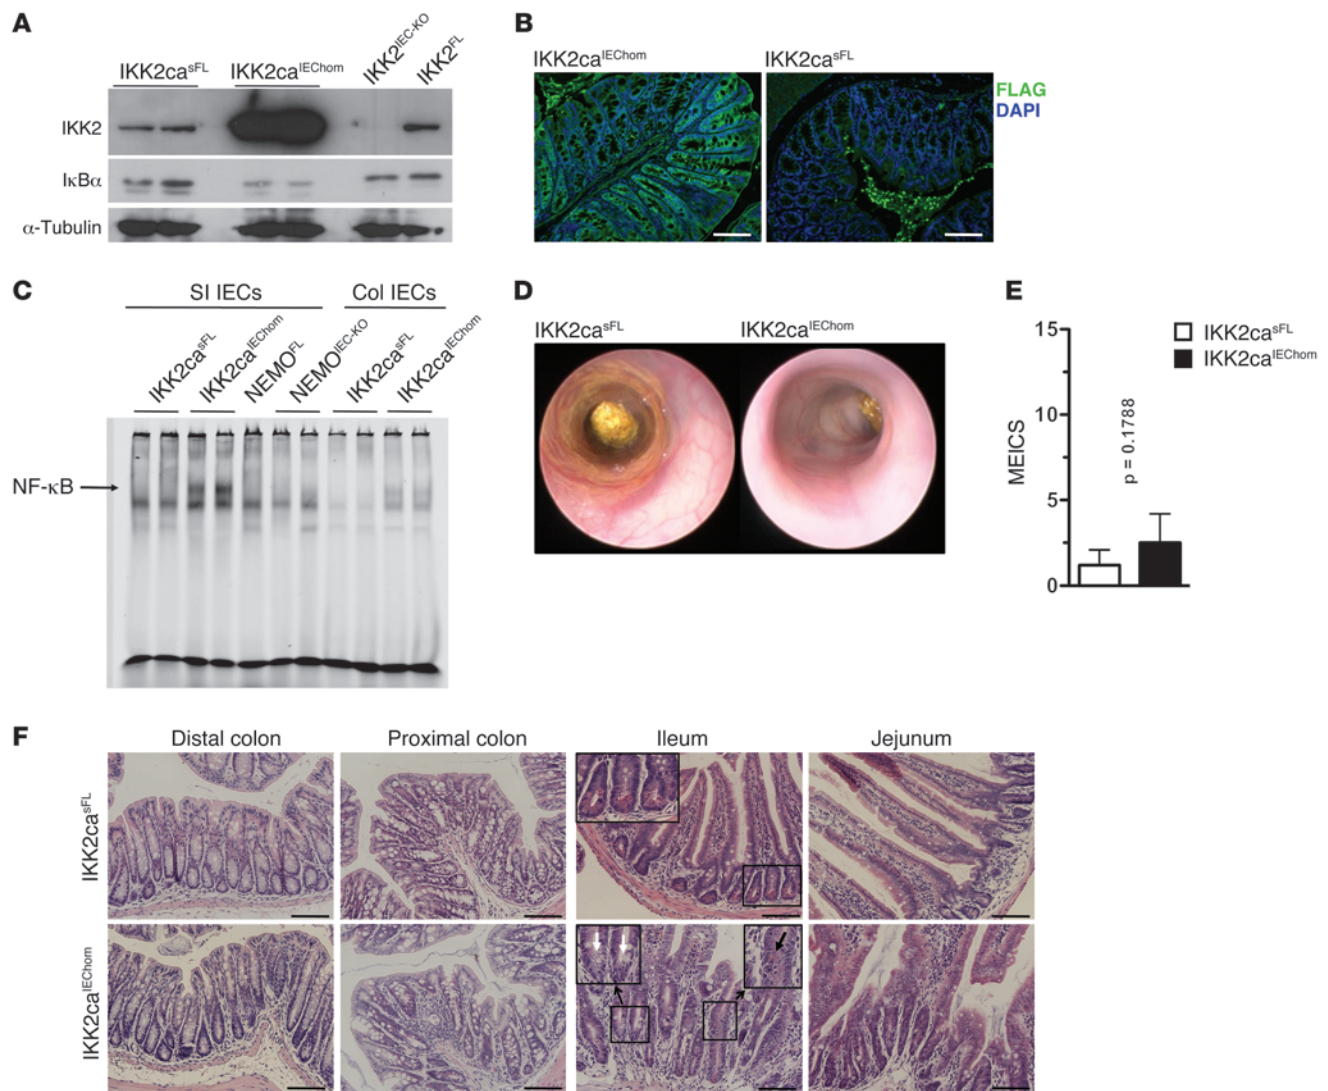 A
IKK2ca^sFL IKK2ca^IEChom IKK2^IEC-KO IKK2^FL
IKK2
IκBα
α-Tubulin
B
IKK2ca^IEChom IKK2ca^sFL
FLAG
DAPI
C
SI IECs Col IECs
IKK2ca^sFL IKK2ca^IEChom NEMO^FL NEMO^IEC-KO IKK2ca^sFL IKK2ca^IEChom
NF-κB
D
IKK2ca^sFL IKK2ca^IEChom
E
15
10
5
0
MEICS
p = 0.1788
IKK2ca^sFL
IKK2ca^IEChom
F
Distal colon Proximal colon Ileum Jejunum
IKK2ca^sFL
IKK2ca^IEChom